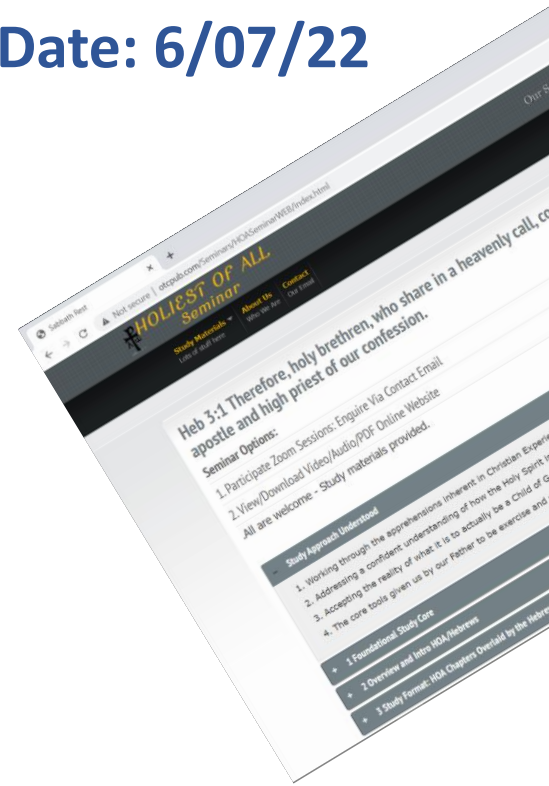 Date: 6/07/22
Our S
Sabbath Rest
× +
Not secure | otcpub.com/Seminars/HOASeminarWEB/index.html
HOLIEST OF ALL
Seminar
Study Materials
Lots of stuff here
About Us
Who We Are
Contact
Our Email
Heb 3:1 Therefore, holy brethren, who share in a heavenly call, co
apostle and high priest of our confession.
Seminar Options:
1. Participate Zoom Sessions: Enquire Via Contact Email
2. View/Download Video/Audio/PDF Online Website
All are welcome - Study materials provided.
- Study Approach Understood
1. Working through the apprehensions inherent in Christian Experie
2. Addressing a confident understanding of how the Holy Spirit i
3. Accepting the reality of what it is to actually be a Child of G
4. The core tools given us by our Father to be exercise and
+ 1 Foundational Study Core
+ 2 Overview and Intro HOA/Hebrews
+ 3 Study Format: HOA Chapters Overlaid by the Hebre